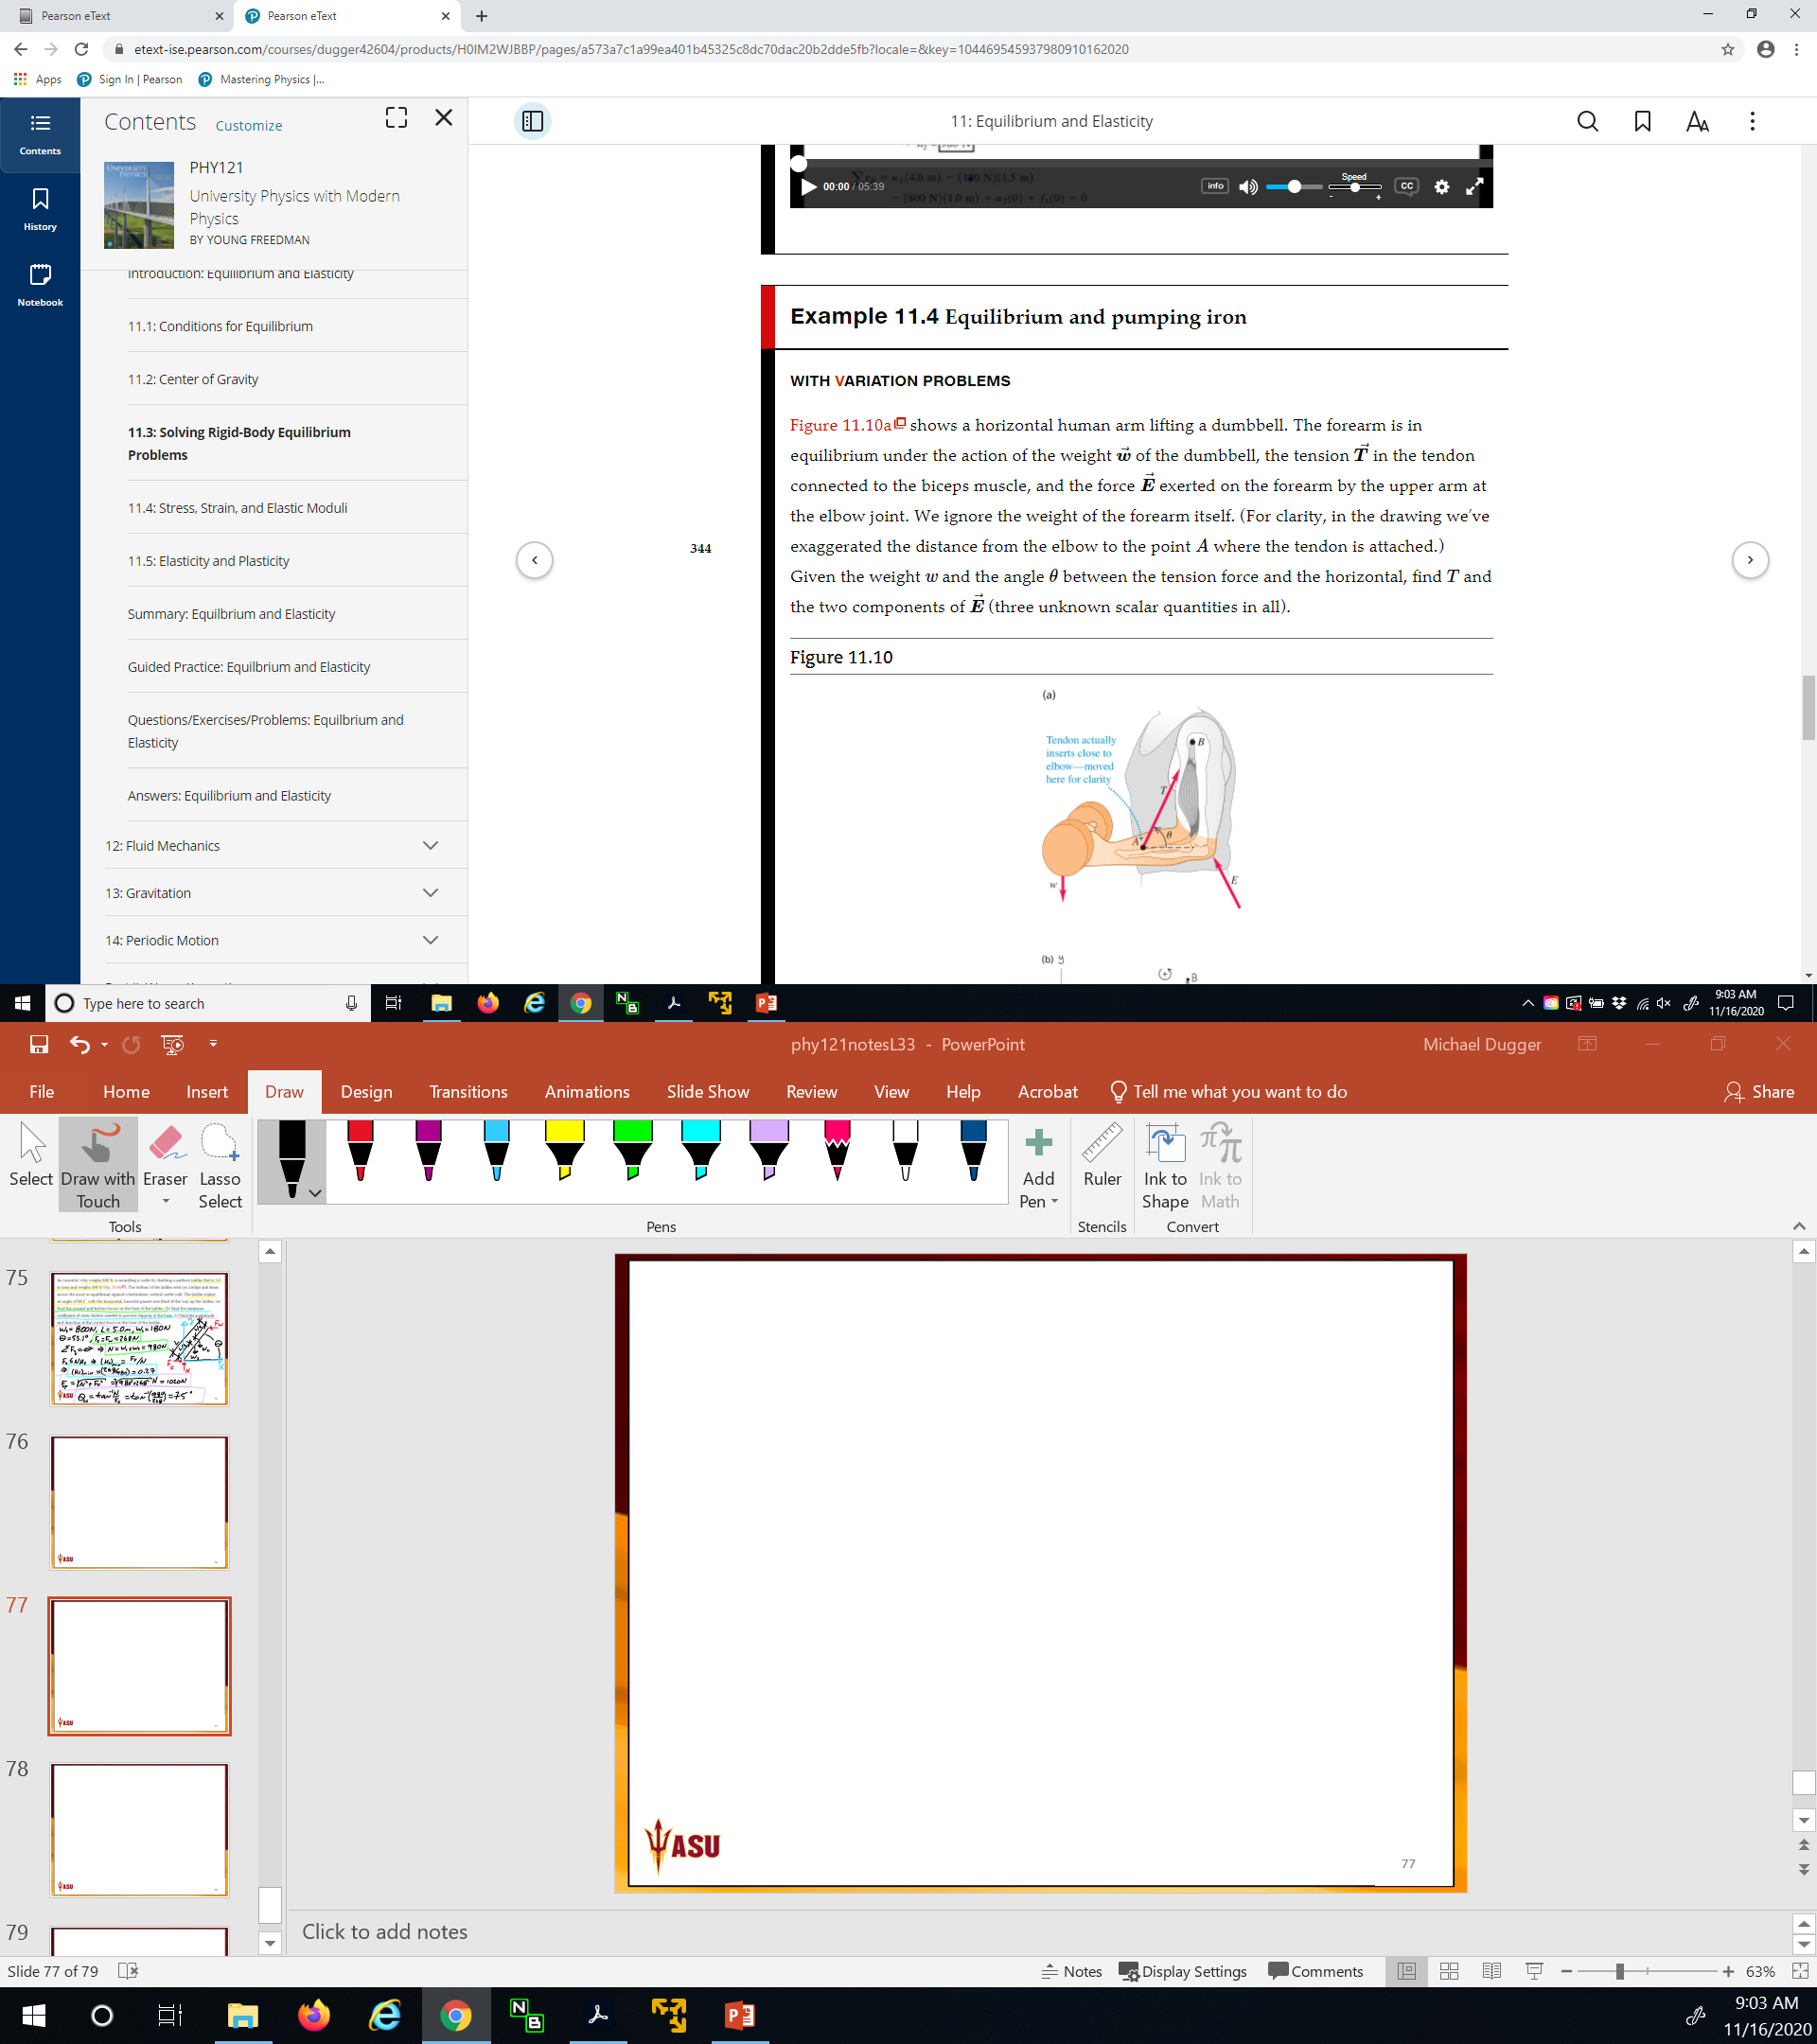 Pearson eText
Pearson eText
etext-ise.pearson.com/courses/dugger42604/products/H0IM2WJBBP/pages/a573a7c1a99ea401b45325c8dc70dac20b2dde5fb?locale=&key=104469545937980910162020
Apps Sign In | Pearson Mastering Physics |...
Contents Customize
11: Equilibrium and Elasticity
Contents
History
Notebook
PHY121
University Physics with Modern
Physics
BY YOUNG FREEDMAN
Introduction: Equilibrium and Elasticity
11.1: Conditions for Equilibrium
11.2: Center of Gravity
11.3: Solving Rigid-Body Equilibrium
Problems
11.4: Stress, Strain, and Elastic Moduli
11.5: Elasticity and Plasticity
Summary: Equilbrium and Elasticity
Guided Practice: Equilbrium and Elasticity
Questions/Exercises/Problems: Equilbrium and
Elasticity
Answers: Equilibrium and Elasticity
12: Fluid Mechanics
13: Gravitation
14: Periodic Motion
00:00 / 05:39 info Speed - + CC
Example 11.4 Equilibrium and pumping iron
WITH VARIATION PROBLEMS
Figure 11.10a shows a horizontal human arm lifting a dumbbell. The forearm is in
equilibrium under the action of the weight w⃗ of the dumbbell, the tension T⃗ in the tendon
connected to the biceps muscle, and the force E⃗ exerted on the forearm by the upper arm at
the elbow joint. We ignore the weight of the forearm itself. (For clarity, in the drawing we've
344 exaggerated the distance from the elbow to the point A where the tendon is attached.)
Given the weight w and the angle θ between the tension force and the horizontal, find T and
the two components of E⃗ (three unknown scalar quantities in all).
Figure 11.10
(a)
Tendon actually
inserts close to
elbow—moved
here for clarity
B
T
A
θ
w
E
(b) y
B
Type here to search
9:03 AM
11/16/2020
phy121notesL33 - PowerPoint
Michael Dugger
File Home Insert Draw Design Transitions Animations Slide Show Review View Help Acrobat Tell me what you want to do Share
Select Draw with Touch Eraser Lasso Select
Add Pen
Ruler
Ink to Shape
Ink to Math
Tools Pens Stencils Convert
75
76
77
78
79
ASU
77
Click to add notes
Slide 77 of 79
Notes Display Settings Comments 63%
9:03 AM
11/16/2020